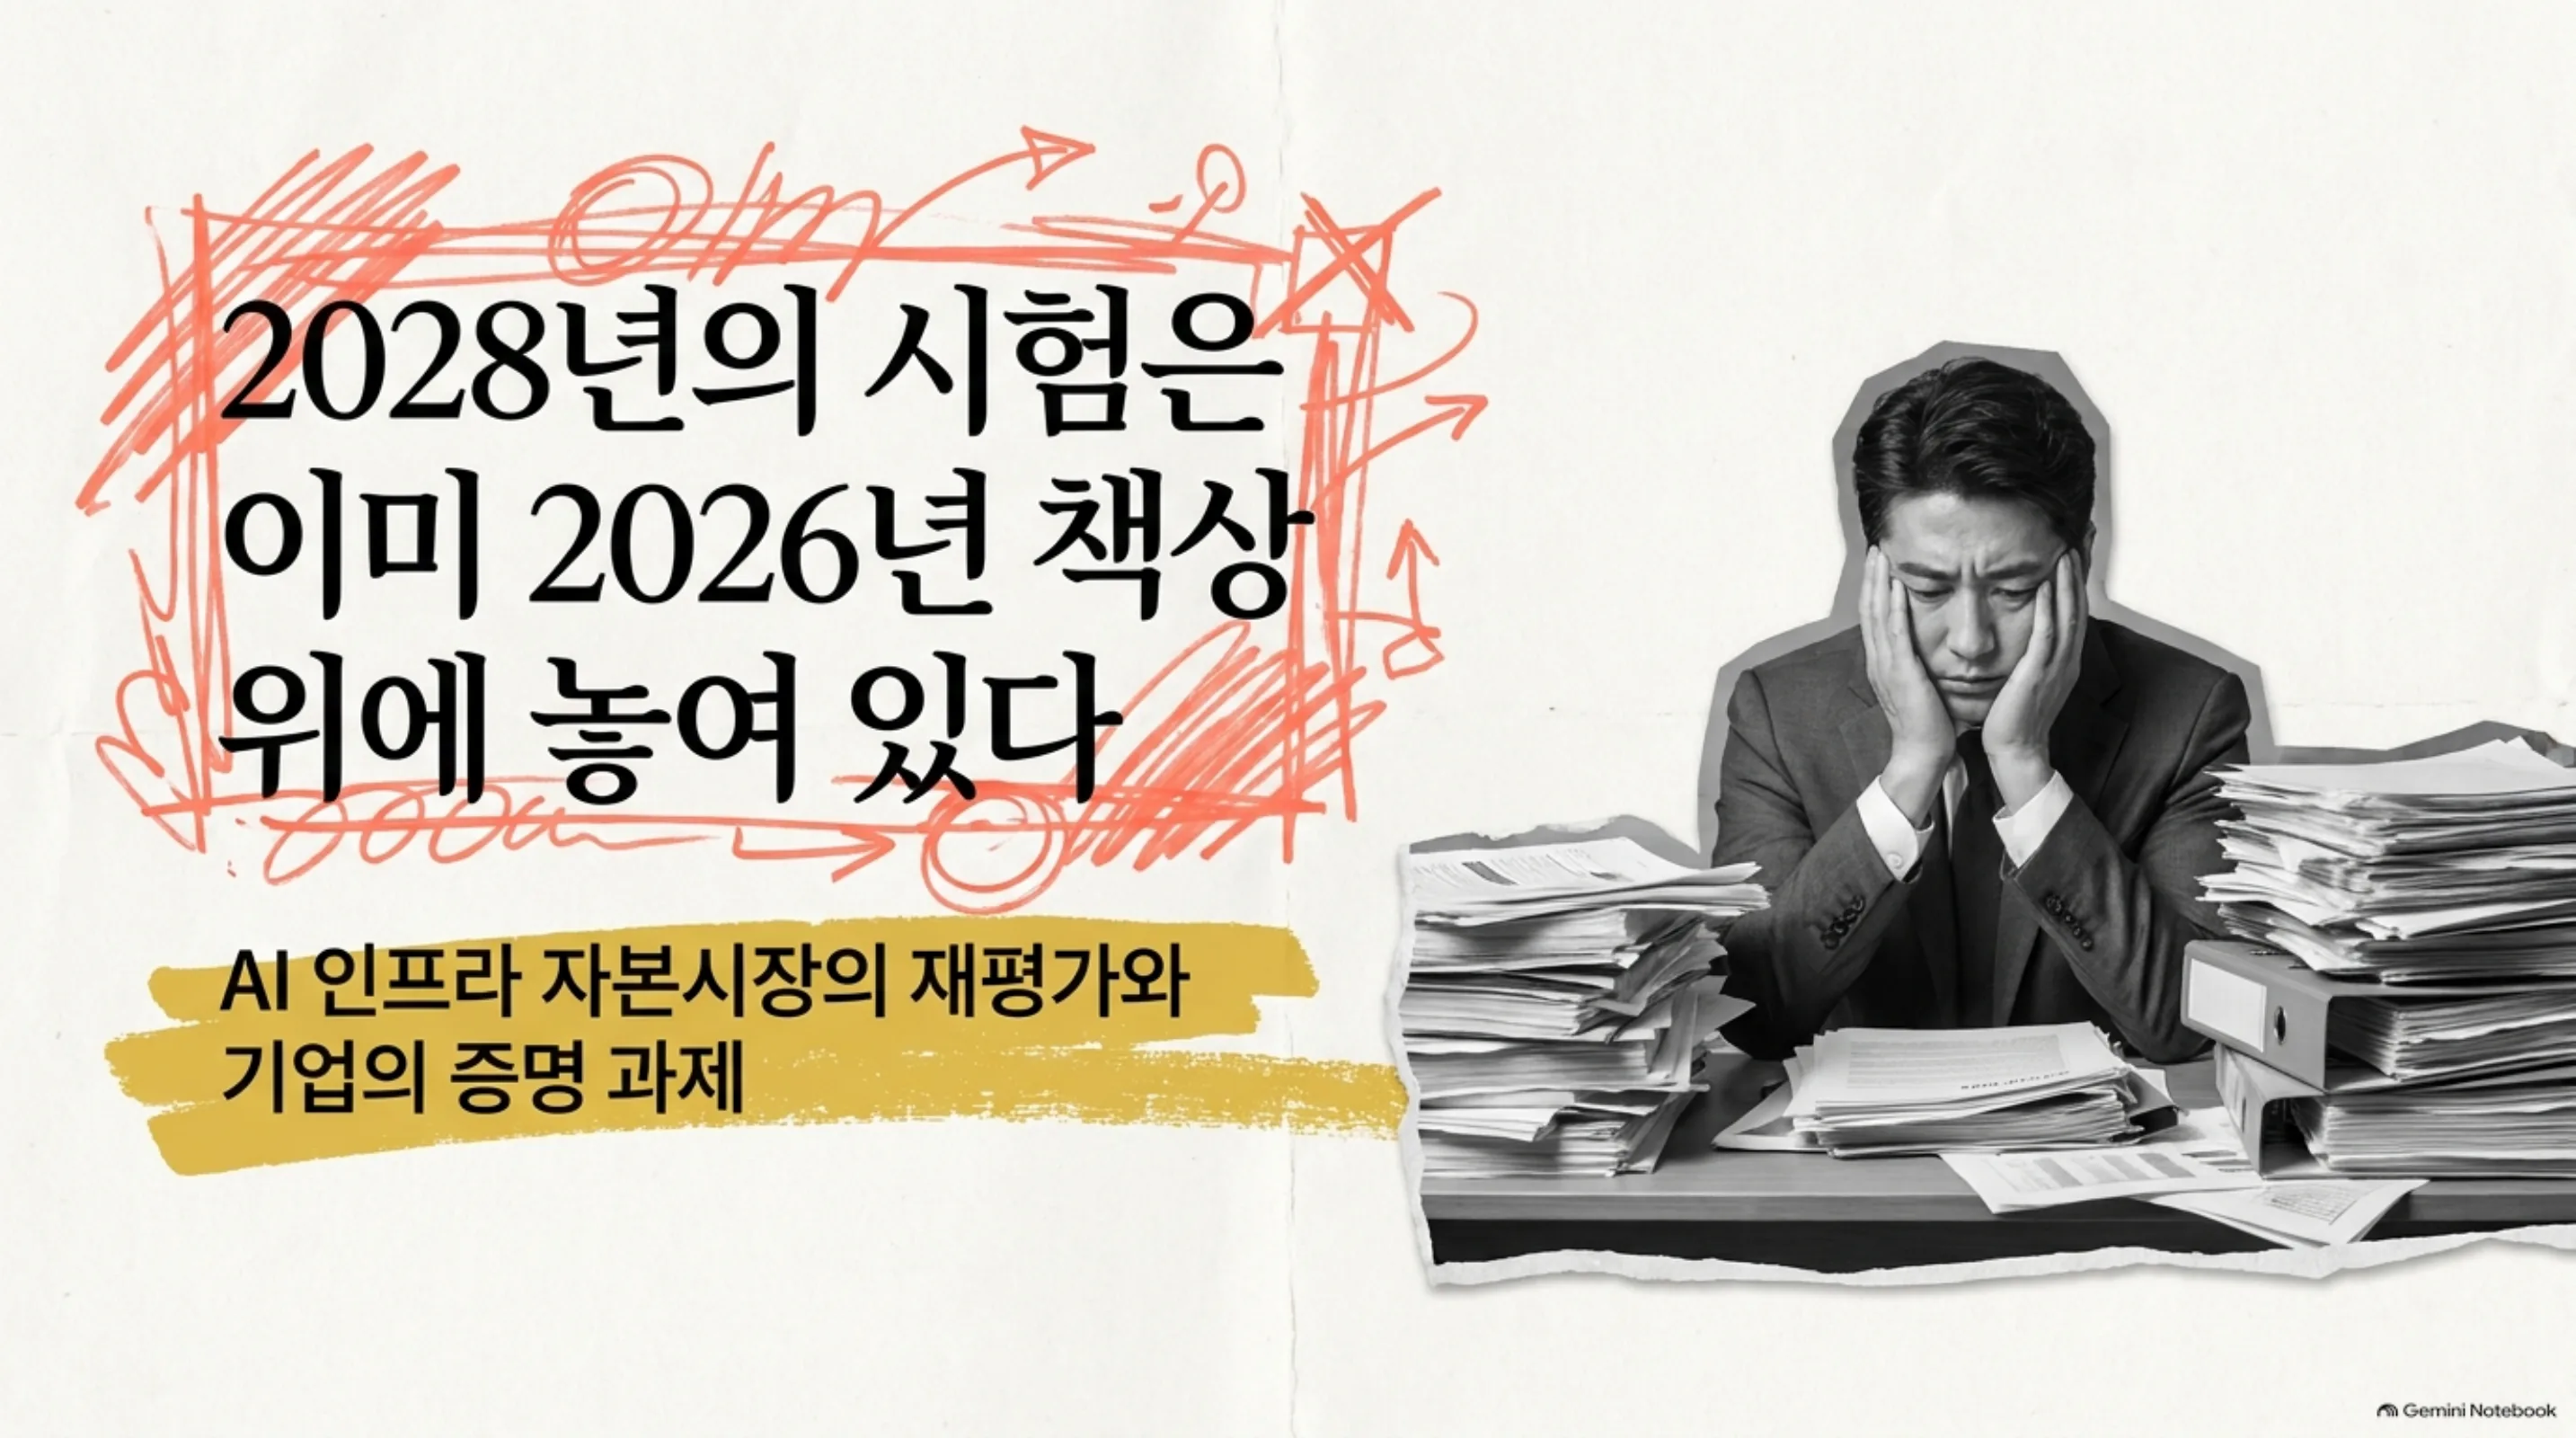 2028년의 시험은
이미 2026년 책상
위에 놓여 있다
AI 인프라 자본시장의 재평가와
기업의 증명 과제
Gemini Notebook